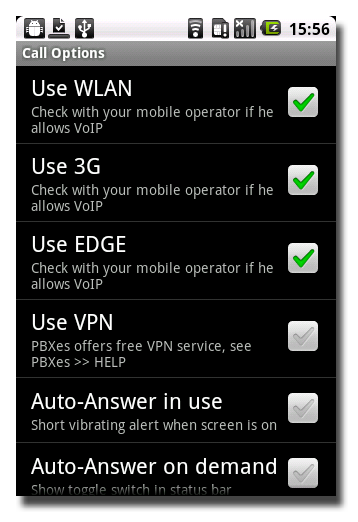 15:56
Call Options
Use WLAN
Check with your mobile operator if he
allows VoIP
Use 3G
Check with your mobile operator if he
allows VoIP
Use EDGE
Check with your mobile operator if he
allows VoIP
Use VPN
PBXes offers free VPN service, see
PBXes >> HELP
Auto-Answer in use
Short vibrating alert when screen is on
Auto-Answer on demand
Show toggle switch in status bar